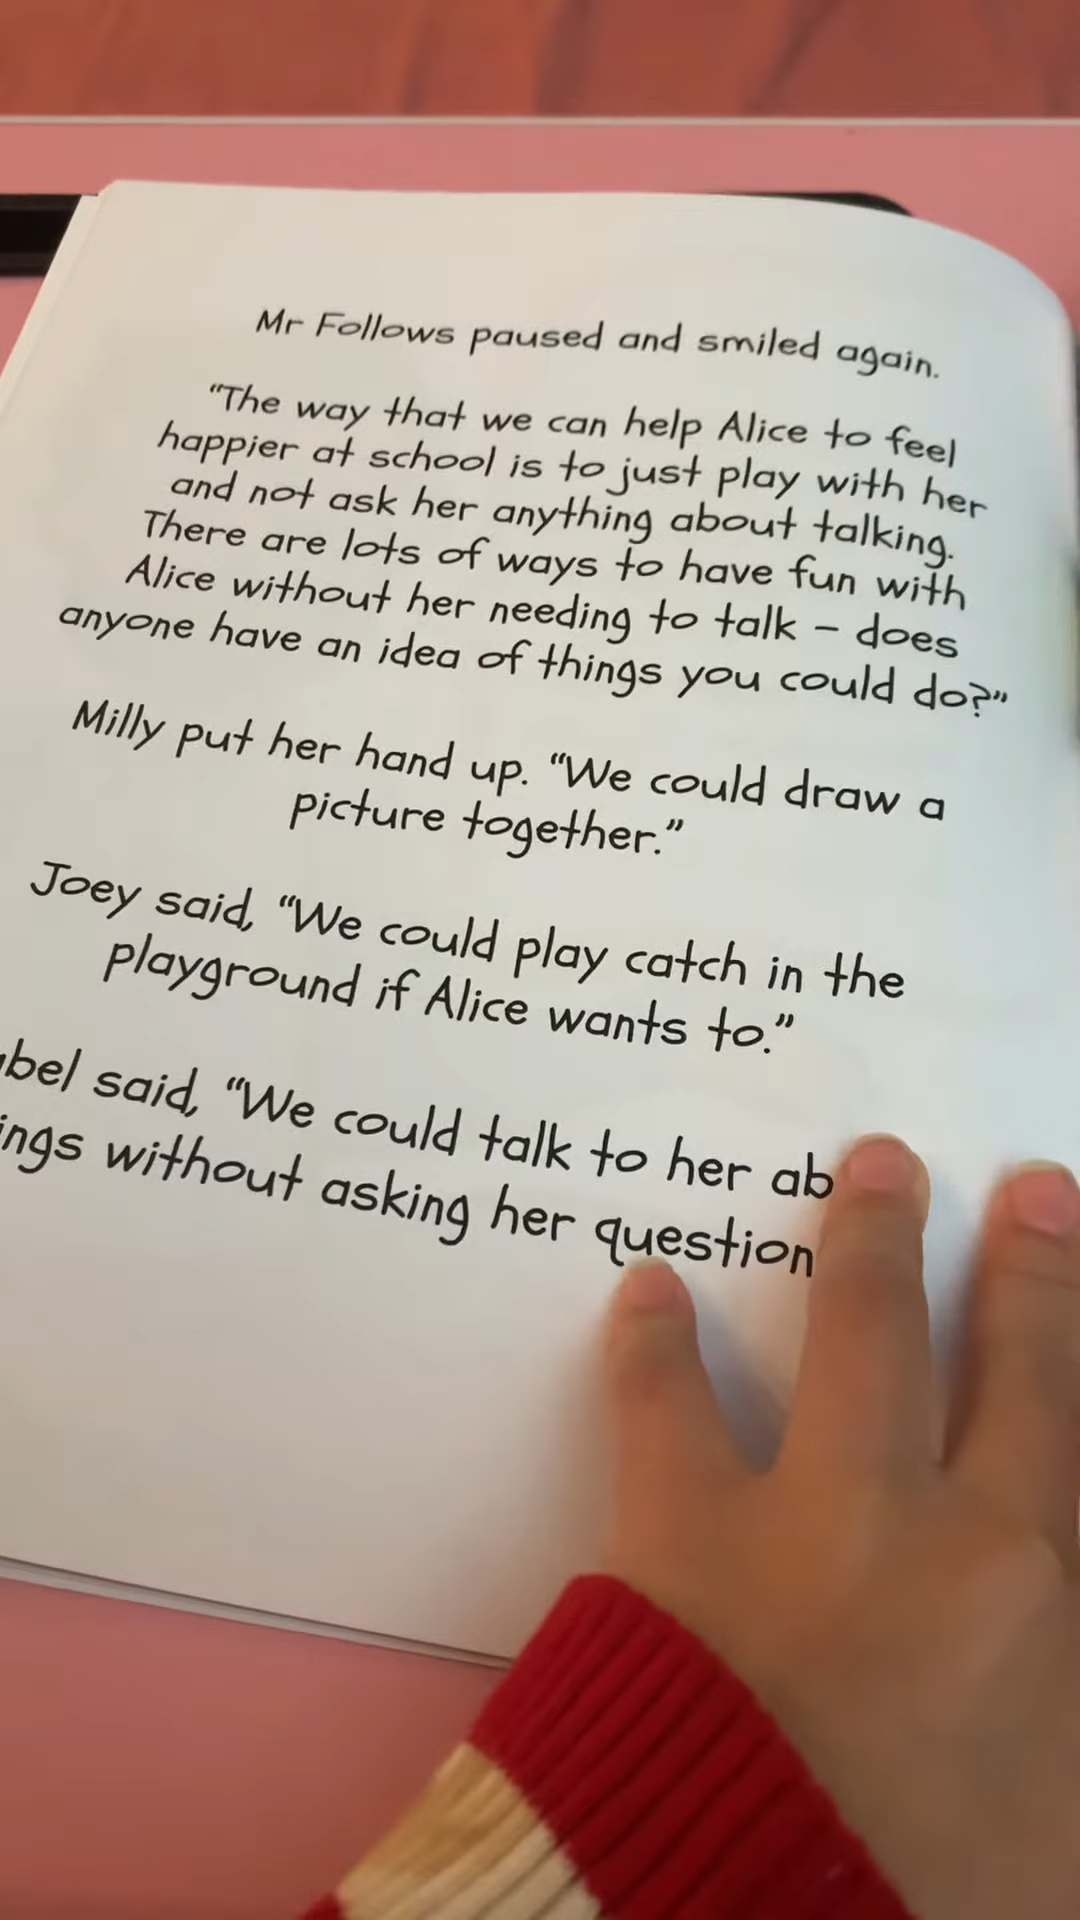 Mr Follows paused and smiled again.
"The way that we can help Alice to feel
happier at school is to just play with her
and not ask her anything about talking.
There are lots of ways to have fun with
Alice without her needing to talk – does
anyone have an idea of things you could do?"
Milly put her hand up. "We could draw a
picture together."
Joey said, "We could play catch in the
playground if Alice wants to."
bel said, "We could talk to her ab
ings without asking her question